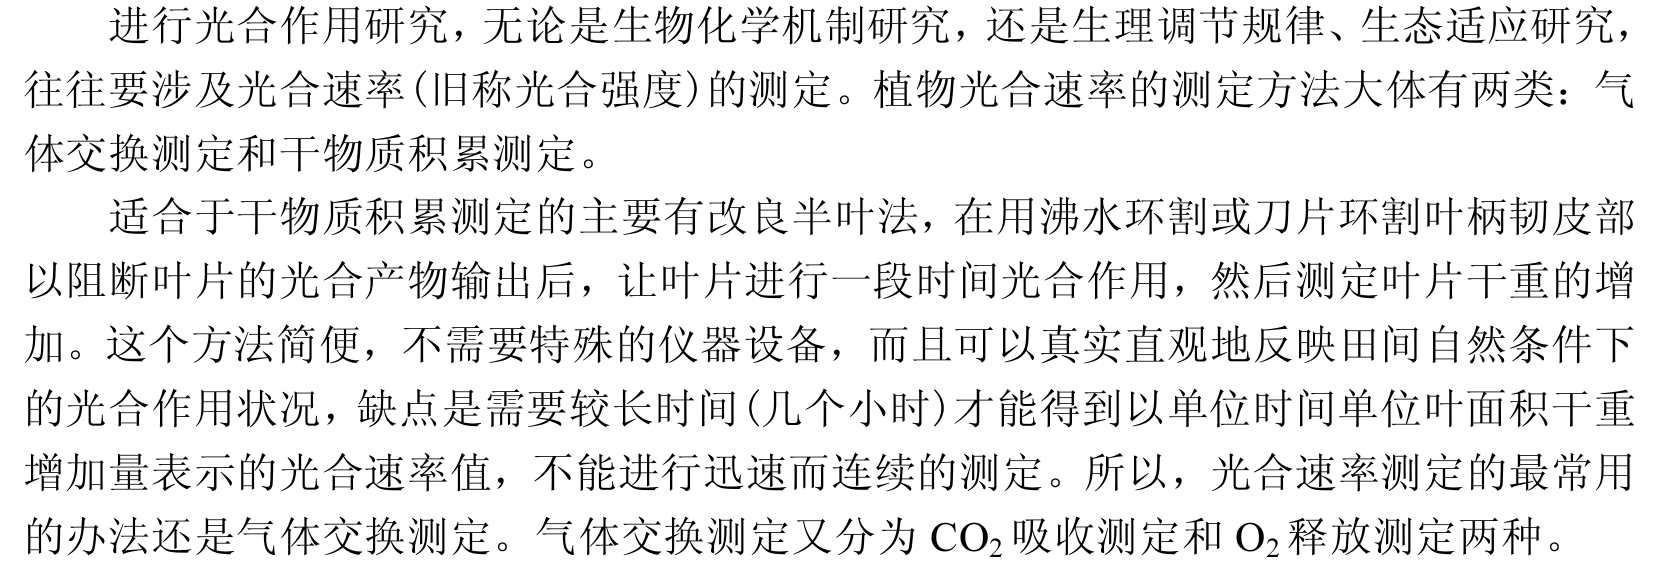 进行光合作用研究，无论是生物化学机制研究，还是生理调节规律、生态适应研究，
往往要涉及光合速率(旧称光合强度)的测定。植物光合速率的测定方法大体有两类：气
体交换测定和干物质积累测定。
适合于干物质积累测定的主要有改良半叶法，在用沸水环割或刀片环割叶柄韧皮部
以阻断叶片的光合产物输出后，让叶片进行一段时间光合作用，然后测定叶片干重的增
加。这个方法简便，不需要特殊的仪器设备，而且可以真实直观地反映田间自然条件下
的光合作用状况，缺点是需要较长时间(几个小时)才能得到以单位时间单位叶面积干重
增加量表示的光合速率值，不能进行迅速而连续的测定。所以，光合速率测定的最常用
的办法还是气体交换测定。气体交换测定又分为 CO₂ 吸收测定和 O₂ 释放测定两种。